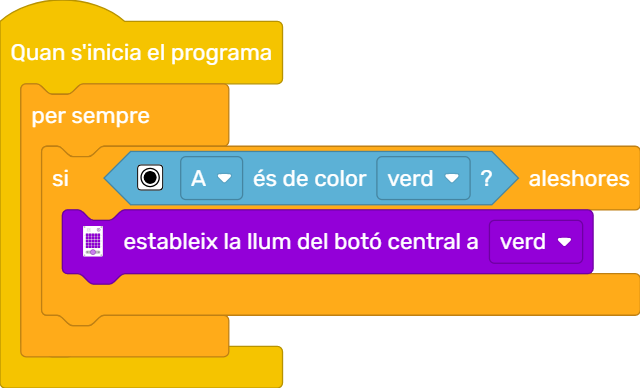 Quan s'inicia el programa
per sempre
si A és de color verd ? aleshores
estableix la llum del botó central a verd